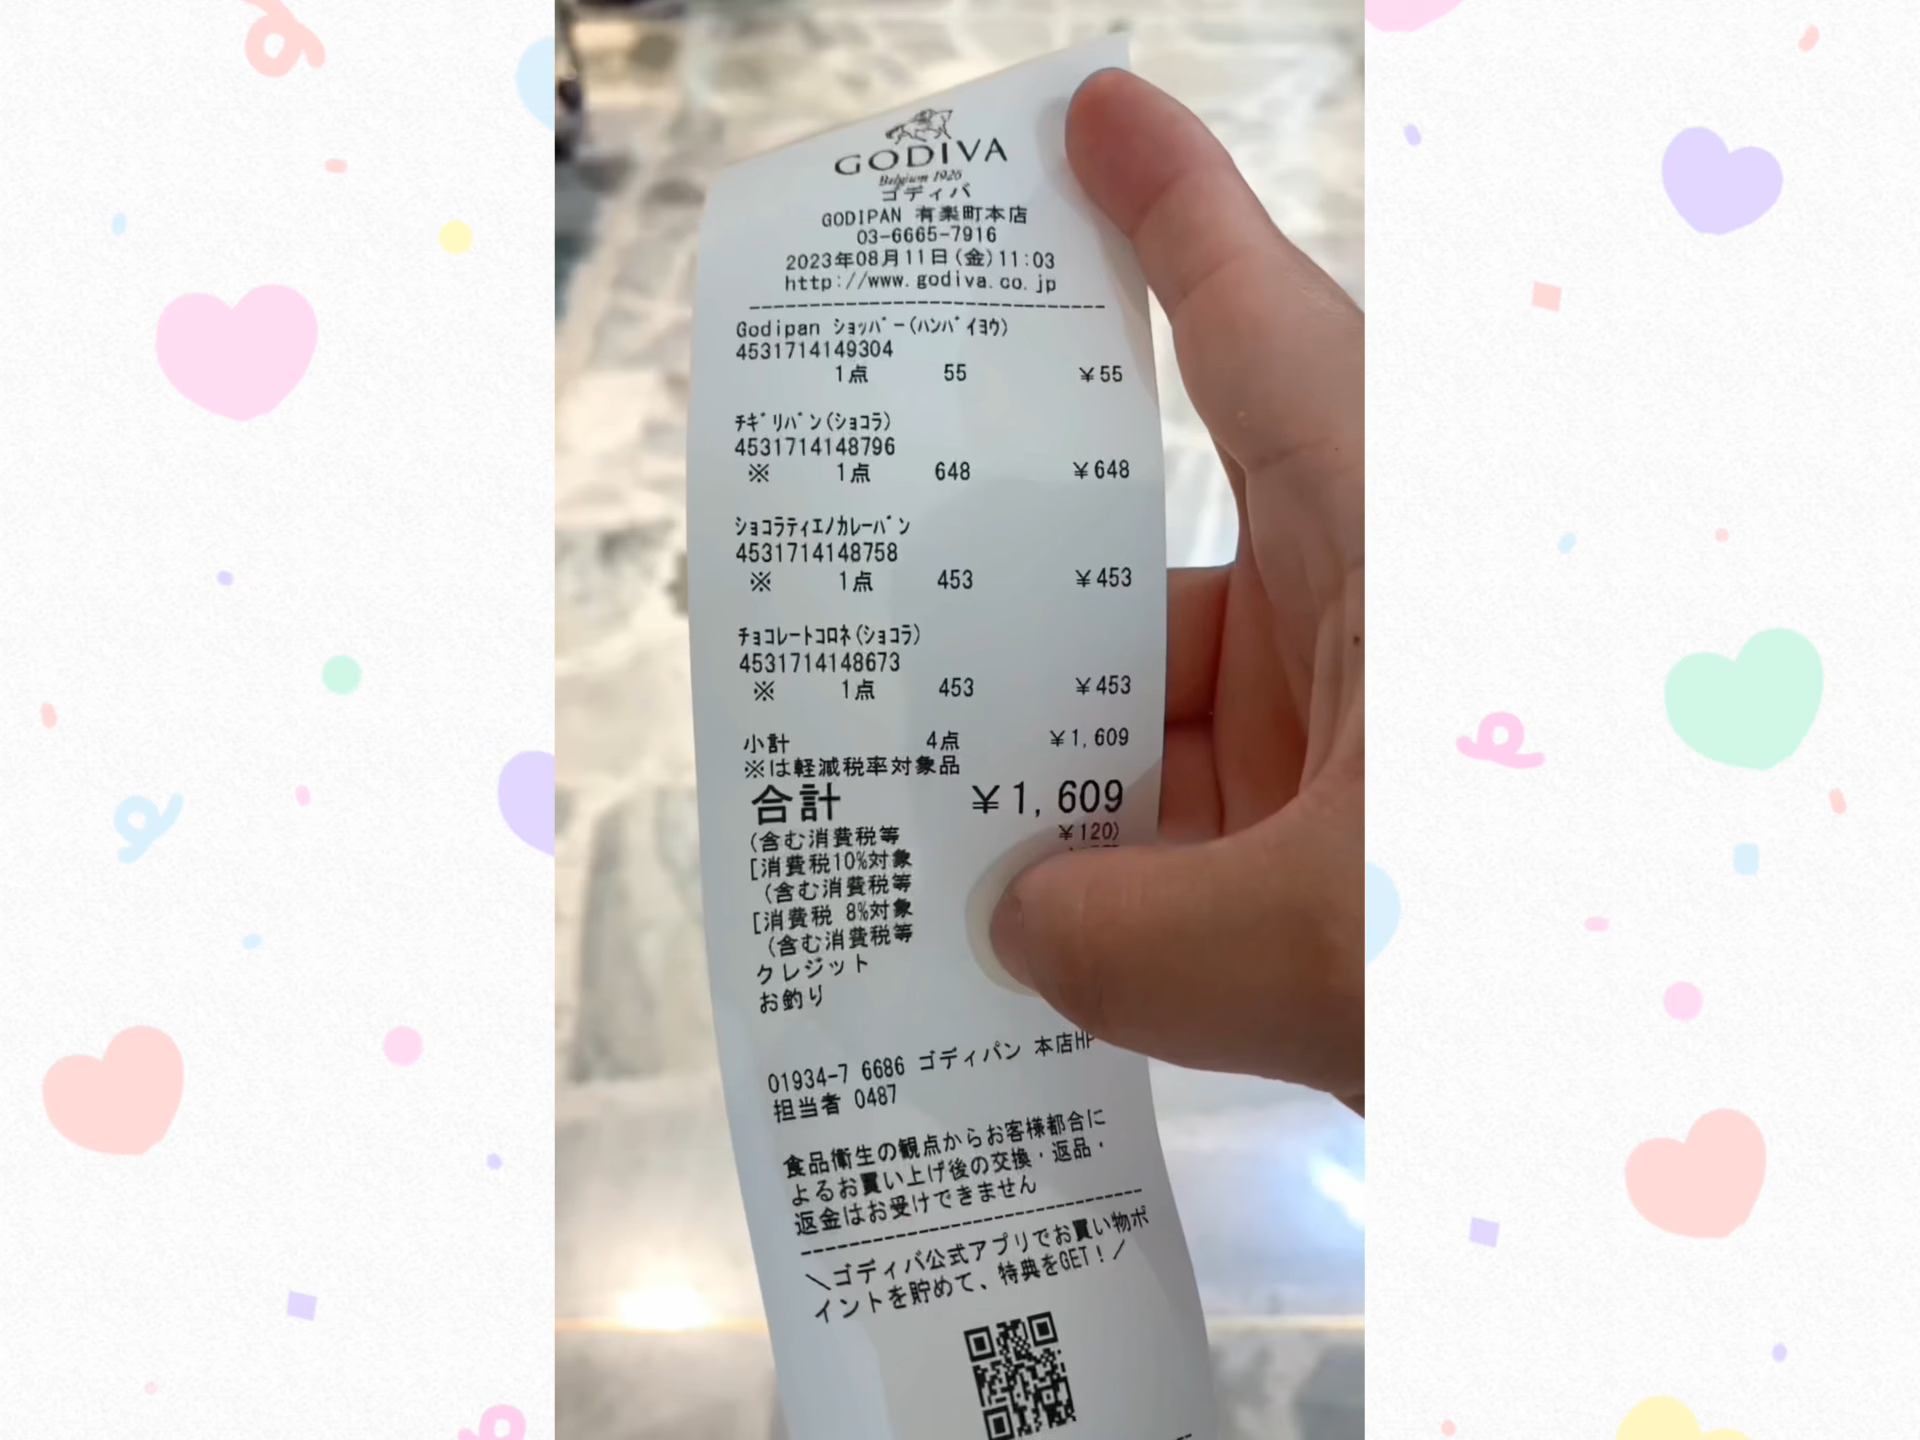 GODIVA
Belgium 1926
ゴディバ
GODIPAN 有楽町本店
03-6665-7916
2023年08月11日(金)11:03
http://www.godiva.co.jp
Godipan ｼｮｯﾊﾟｰ(ﾊﾝﾊﾞｲﾖｳ)
4531714149304
1点 55 ¥55
ﾁｷﾞﾘﾊﾟﾝ(ｼｮｺﾗ)
4531714148796
※ 1点 648 ¥648
ｼｮｺﾗﾃｨｴﾉｶﾚｰﾊﾟﾝ
4531714148758
※ 1点 453 ¥453
ﾁｮｺﾚｰﾄｺﾛﾈ(ｼｮｺﾗ)
4531714148673
※ 1点 453 ¥453
小計 4点 ¥1,609
※は軽減税率対象品
合計 ¥1,609
(含む消費税等 ¥120)
[消費税10%対象
(含む消費税等
[消費税 8%対象
(含む消費税等
クレジット
お釣り
01934-7 6686 ゴディパン 本店HP
担当者 0487
食品衛生の観点からお客様都合に
よるお買い上げ後の交換・返品・
返金はお受けできません
＼ゴディバ公式アプリでお買い物ポ
イントを貯めて、特典をGET！／